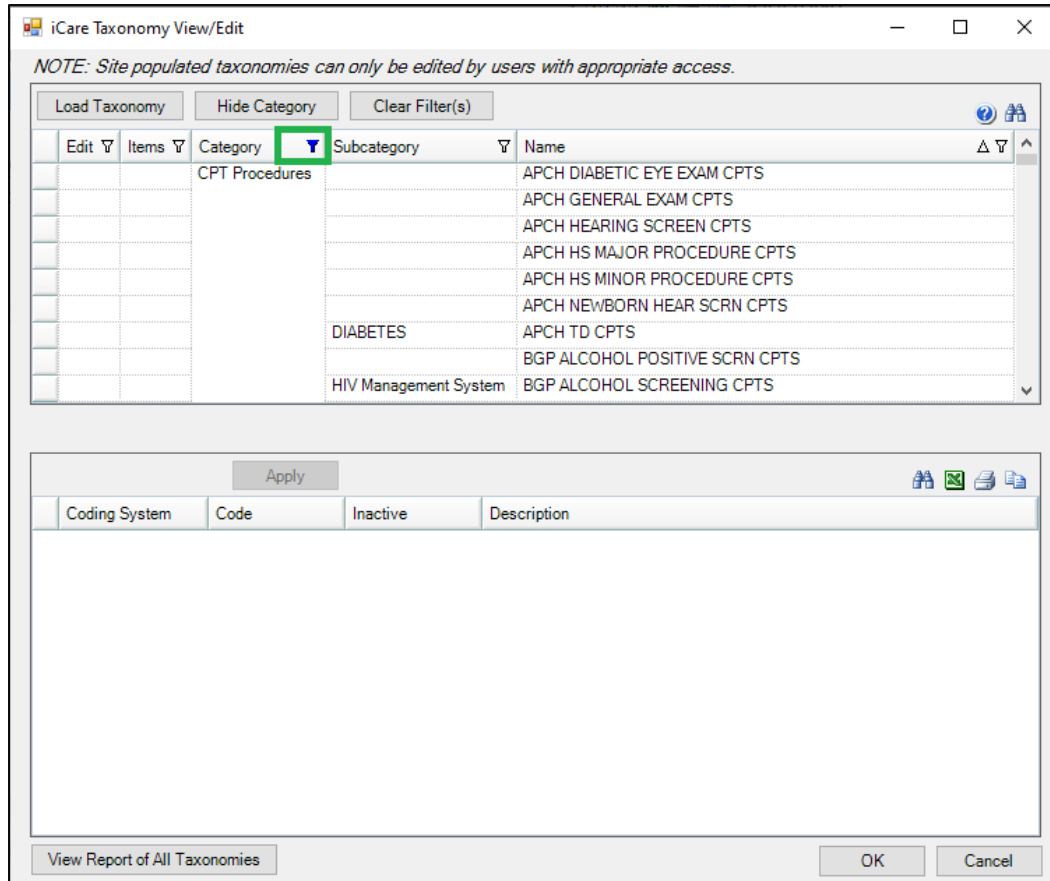 iCare Taxonomy View/Edit
NOTE: Site populated taxonomies can only be edited by users with appropriate access.
Load Taxonomy Hide Category Clear Filter(s)
Edit Items Category Subcategory Name
CPT Procedures APCH DIABETIC EYE EXAM CPTS
APCH GENERAL EXAM CPTS
APCH HEARING SCREEN CPTS
APCH HS MAJOR PROCEDURE CPTS
APCH HS MINOR PROCEDURE CPTS
APCH NEWBORN HEAR SCRN CPTS
DIABETES APCH TD CPTS
BGP ALCOHOL POSITIVE SCRN CPTS
HIV Management System BGP ALCOHOL SCREENING CPTS
Apply
Coding System Code Inactive Description
View Report of All Taxonomies OK Cancel